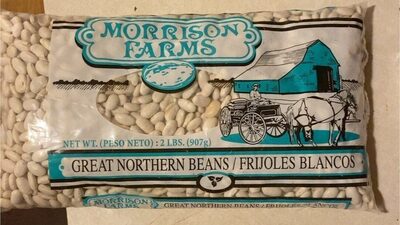 MORRISON
FARMS
NET WT. (PESO NETO) : 2 LBS. (907g)
GREAT NORTHERN BEANS / FRIJOLES BLANCOS
MORRISON
FARMS
GREAT NORTHERN BEANS / FRIJOLES BLANCOS